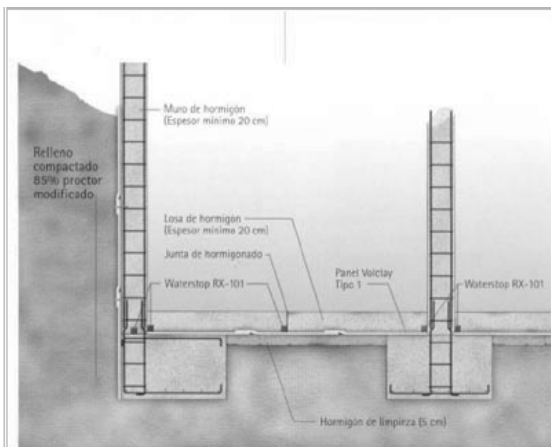 Muro de hormigón
(Espesor mínimo 20 cm)
Relleno
compactado
85% proctor
modificado
Losa de hormigón
(Espesor mínimo 20 cm)
Junta de hormigonado
Panel Volclay
Tipo 1
Waterstop RX-101
Waterstop RX-101
Hormigón de limpieza (5 cm)